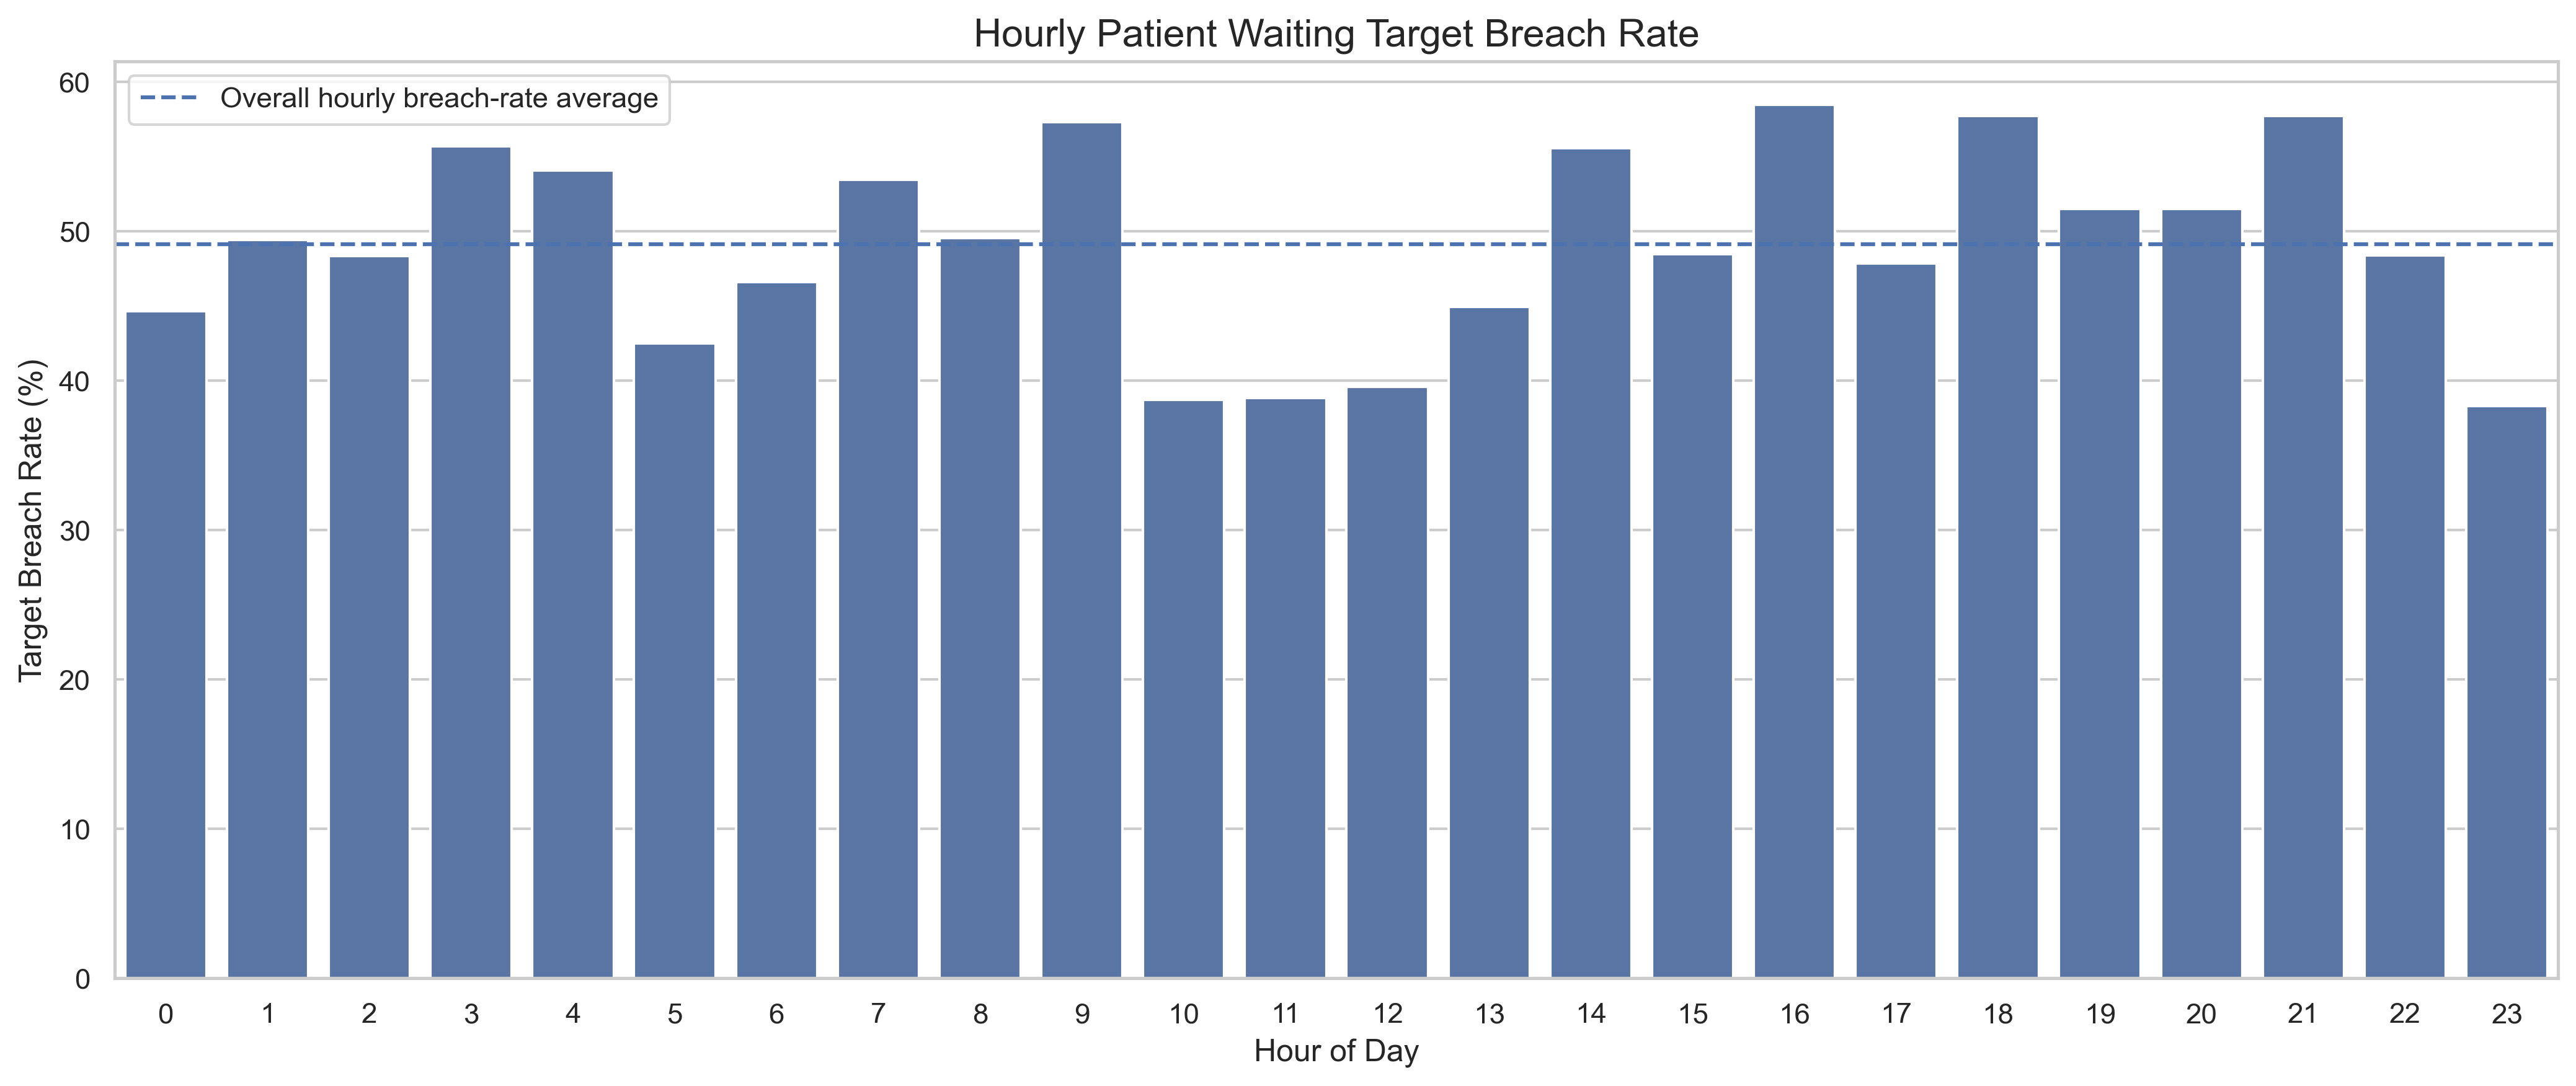 Hourly Patient Waiting Target Breach Rate
Overall hourly breach-rate average
Target Breach Rate (%)
60
50
40
30
20
10
0
0 1 2 3 4 5 6 7 8 9 10 11 12 13 14 15 16 17 18 19 20 21 22 23
Hour of Day